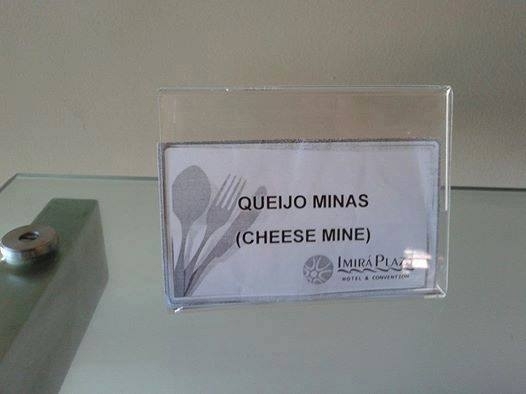 QUEIJO MINAS
(CHEESE MINE)
IMIRÁ PLAZA
HOTEL & CONVENTION